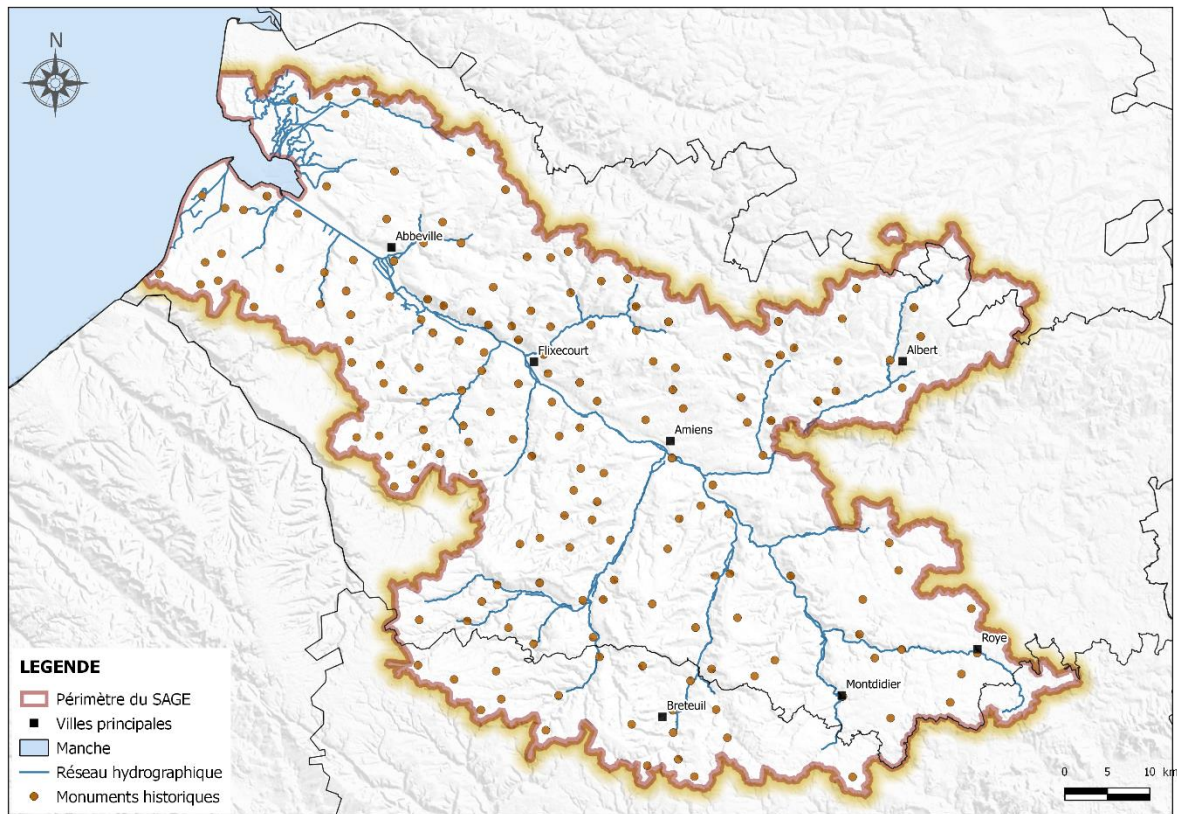 N
Abbeville
Flixecourt
Albert
Amiens
Roye
Montdidier
Breteuil
LEGENDE
Périmètre du SAGE
Villes principales
Manche
Réseau hydrographique
Monuments historiques
0 5 10 km